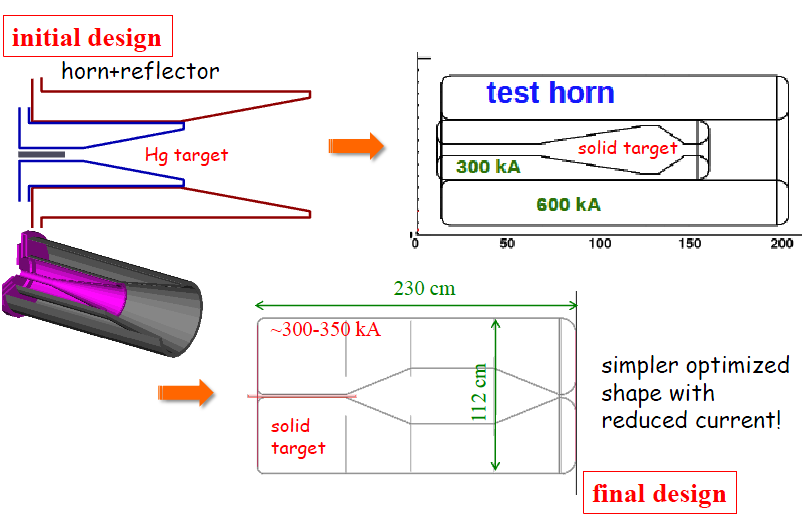 initial design
horn+reflector
Hg target
test horn
solid target
300 kA
600 kA
0
50
100
150
200
230 cm
~300-350 kA
112 cm
solid
target
simpler optimized
shape with
reduced current!
final design